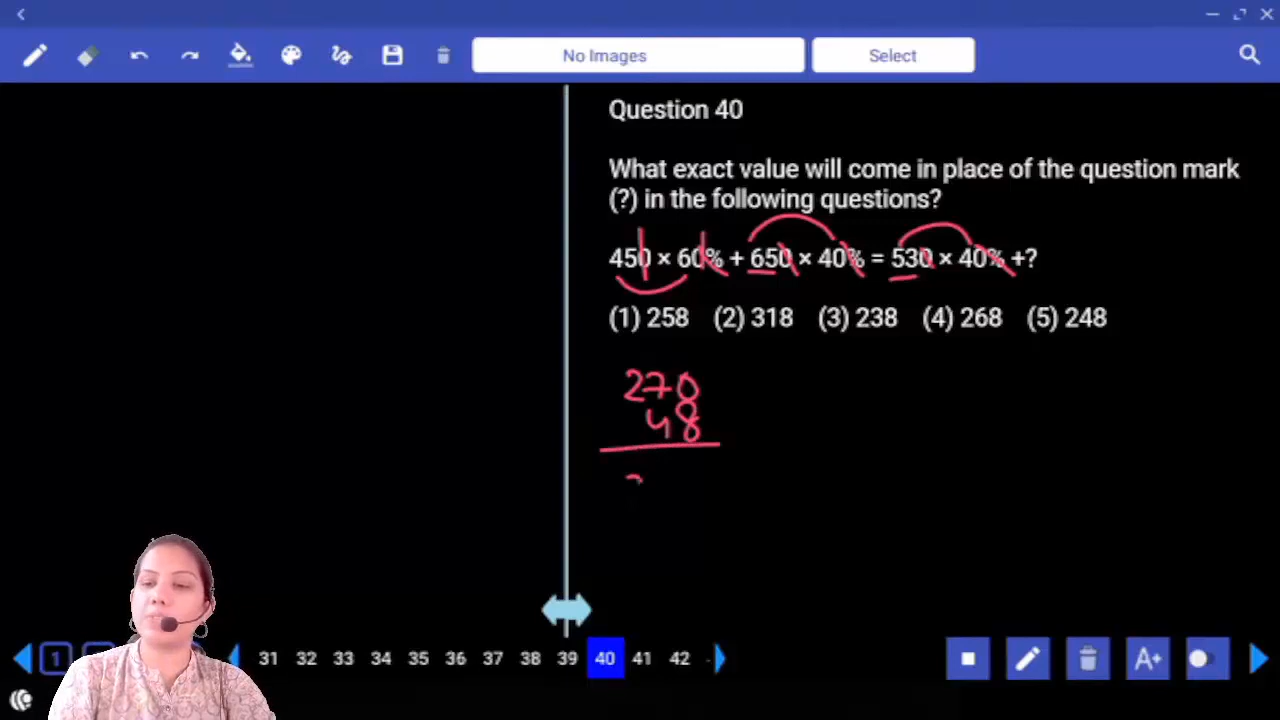 No Images
Select
Question 40
What exact value will come in place of the question mark
(?) in the following questions?
450 × 60% + 650 × 40% = 530 × 40% +?
(1) 258 (2) 318 (3) 238 (4) 268 (5) 248
270
48
1
31 32 33 34 35 36 37 38 39 40 41 42
A+